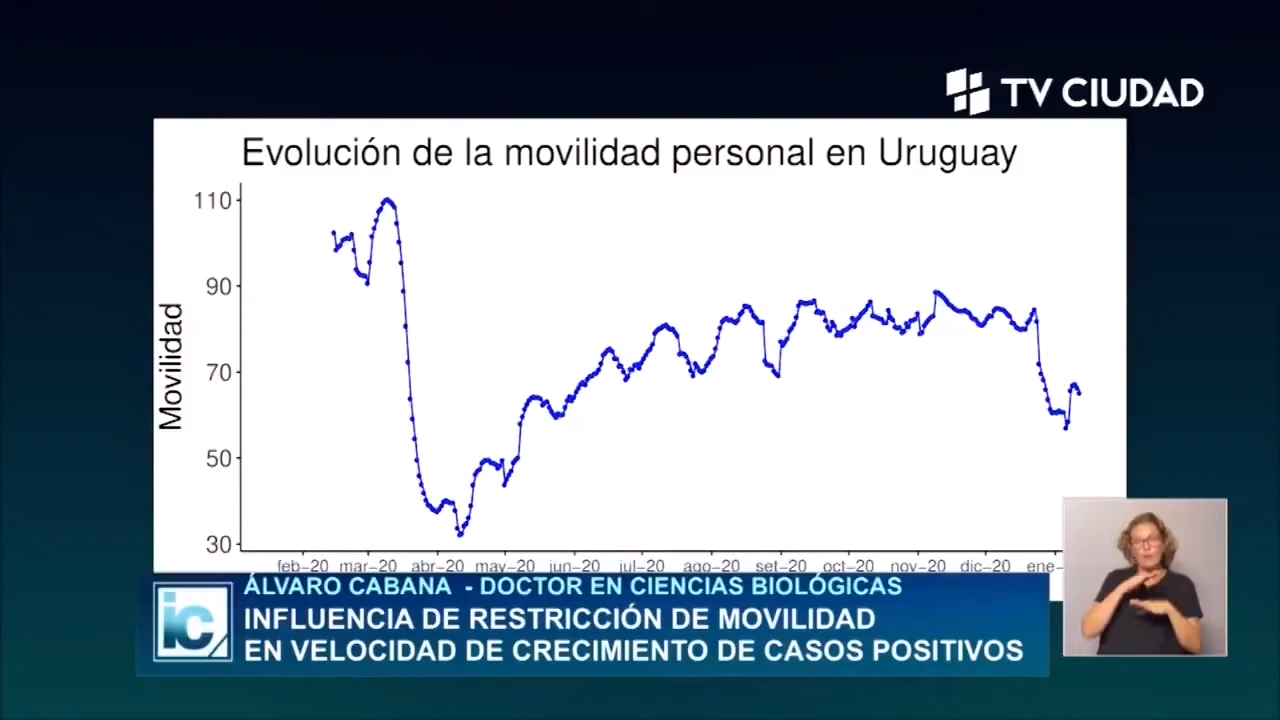 TV CIUDAD
Evolución de la movilidad personal en Uruguay
110
90
70
50
30
Movilidad
feb-20 mar-20 abr-20 may-20 jun-20 jul-20 ago-20 set-20 oct-20 nov-20 dic-20 ene-
ic
ÁLVARO CABANA - DOCTOR EN CIENCIAS BIOLÓGICAS
INFLUENCIA DE RESTRICCIÓN DE MOVILIDAD
EN VELOCIDAD DE CRECIMIENTO DE CASOS POSITIVOS